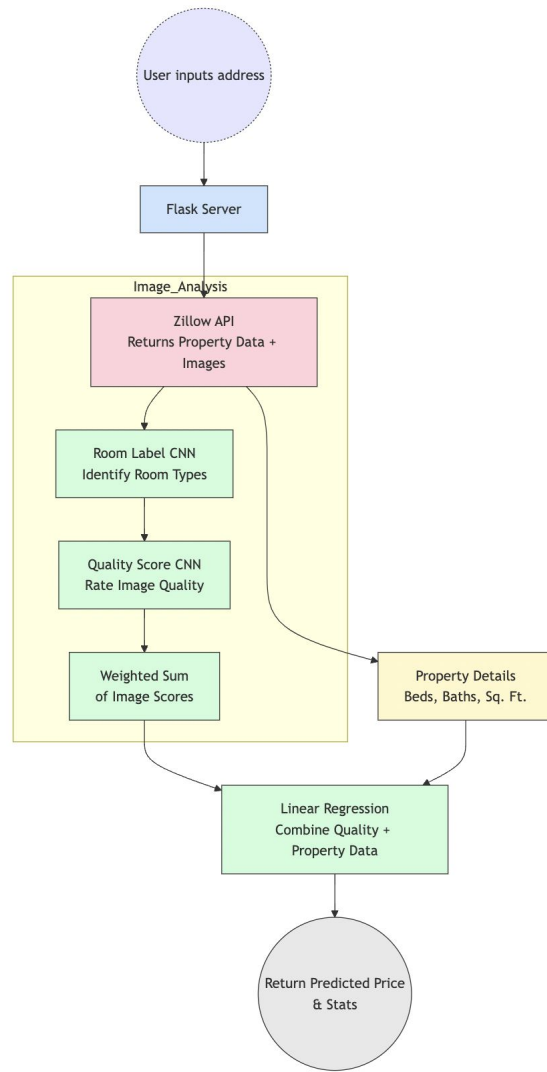 User inputs address
Flask Server
Image_Analysis
Zillow API
Returns Property Data +
Images
Room Label CNN
Identify Room Types
Quality Score CNN
Rate Image Quality
Weighted Sum
of Image Scores
Property Details
Beds, Baths, Sq. Ft.
Linear Regression
Combine Quality +
Property Data
Return Predicted Price
& Stats